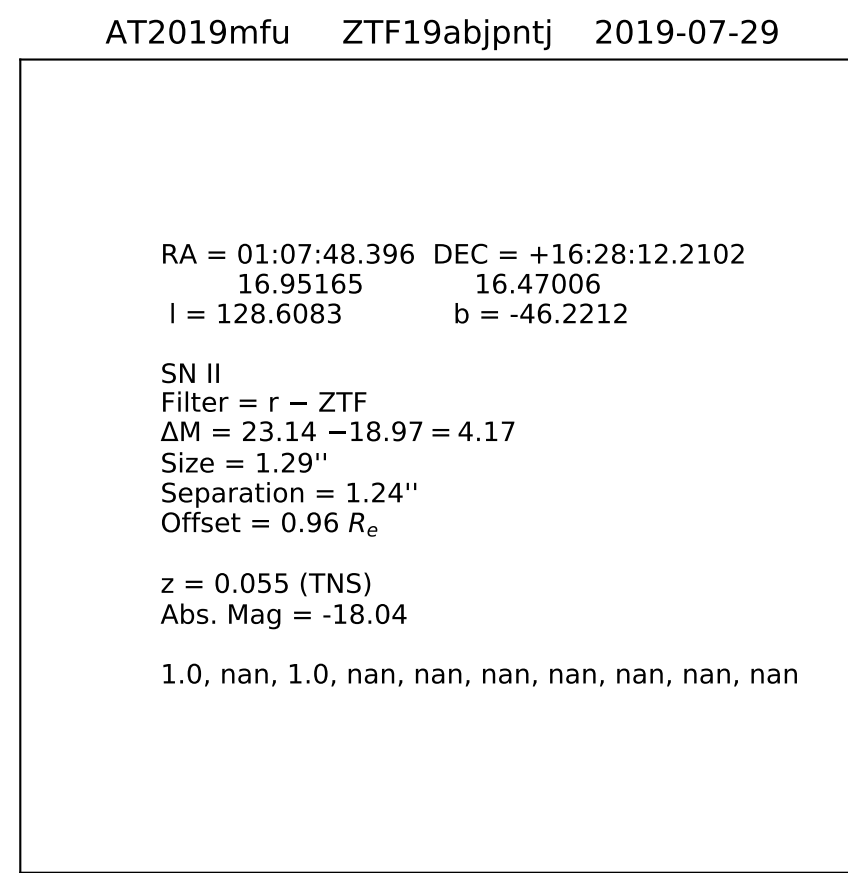 AT2019mfu ZTF19abjpntj 2019-07-29
RA = 01:07:48.396 DEC = +16:28:12.2102
16.95165 16.47006
l = 128.6083 b = -46.2212
SN II
Filter = r − ZTF
ΔM = 23.14 −18.97 = 4.17
Size = 1.29''
Separation = 1.24''
Offset = 0.96 Rₑ
z = 0.055 (TNS)
Abs. Mag = -18.04
1.0, nan, 1.0, nan, nan, nan, nan, nan, nan, nan